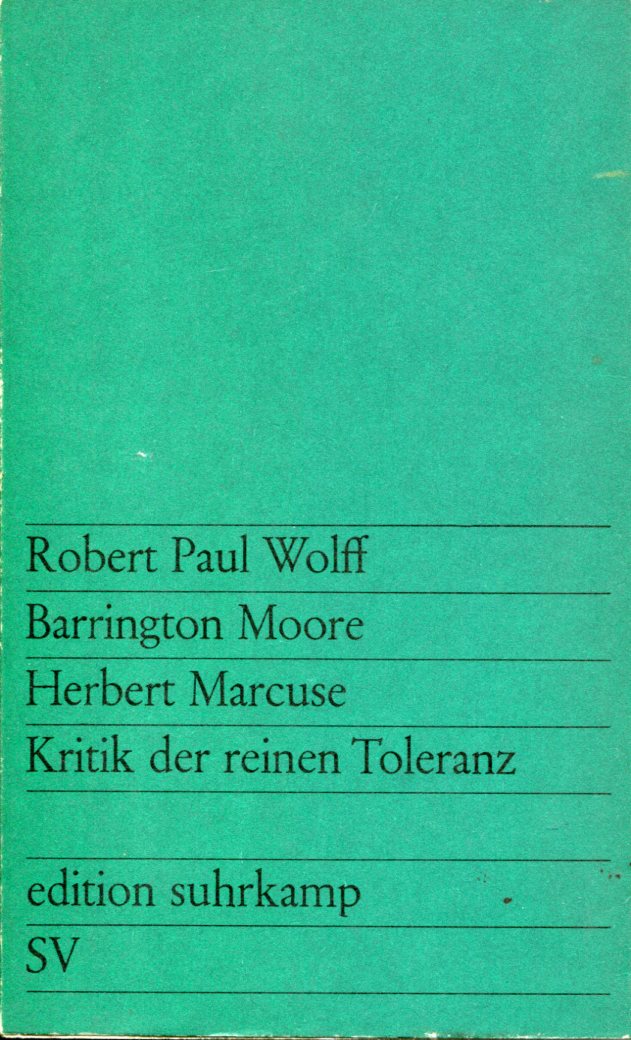 Robert Paul Wolff
Barrington Moore
Herbert Marcuse
Kritik der reinen Toleranz
edition suhrkamp
SV